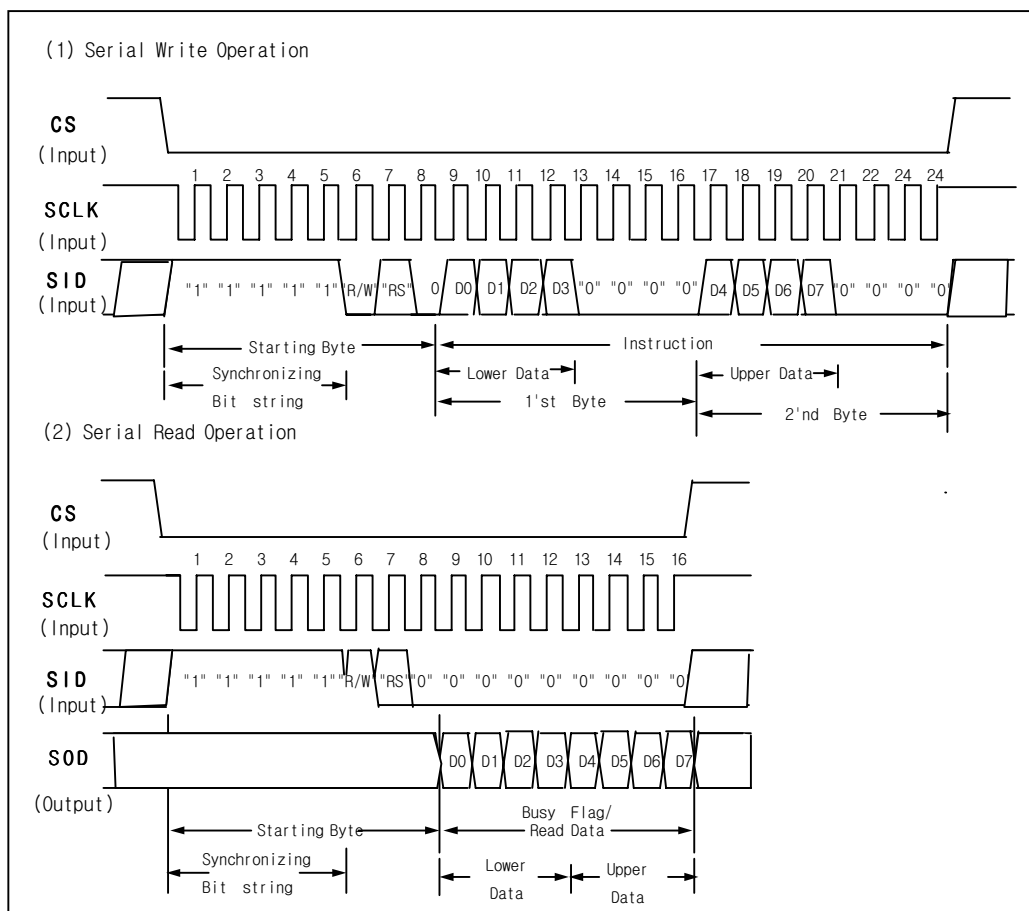 (1) Serial Write Operation
CS
(Input)
1 2 3 4 5 6 7 8 9 10 11 12 13 14 15 16 17 18 19 20 21 22 24 24
SCLK
(Input)
SID
(Input)
"1" "1" "1" "1" "1" "R/W" "RS" 0 D0 D1 D2 D3 "0" "0" "0" "0" D4 D5 D6 D7 "0" "0" "0" "0"
Starting Byte
Instruction
Synchronizing
Bit string
Lower Data
Upper Data
1'st Byte
2'nd Byte
(2) Serial Read Operation
CS
(Input)
1 2 3 4 5 6 7 8 9 10 11 12 13 14 15 16
SCLK
(Input)
SID
(Input)
"1" "1" "1" "1" "1" "R/W" "RS" "0" "0" "0" "0" "0" "0" "0" "0" "0
SOD
(Output)
D0 D1 D2 D3 D4 D5 D6 D7
Starting Byte
Busy Flag/
Read Data
Synchronizing
Bit string
Lower
Data
Upper
Data